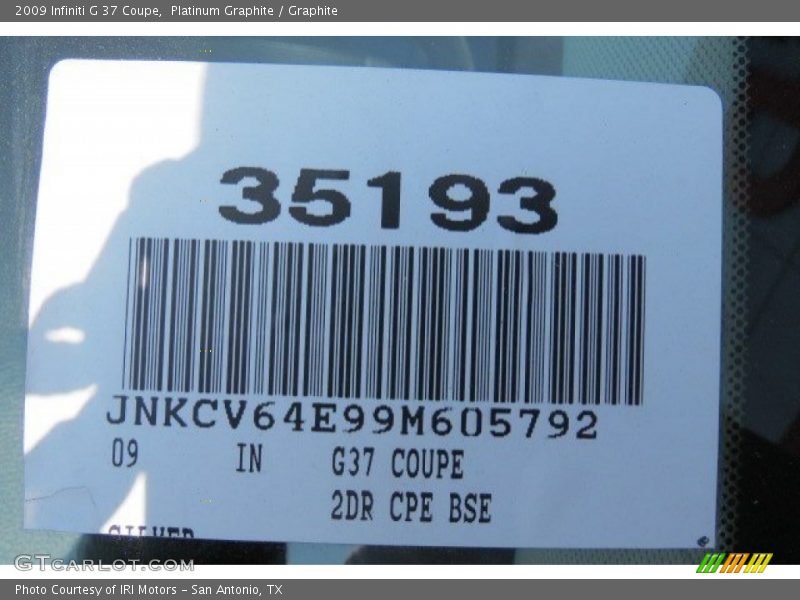 2009 Infiniti G 37 Coupe,  Platinum Graphite / Graphite
35193
JNKCV64E99M605792
09 IN G37 COUPE
2DR CPE BSE
SILVER
GTcarlot.com
Photo Courtesy of IRI Motors - San Antonio, TX